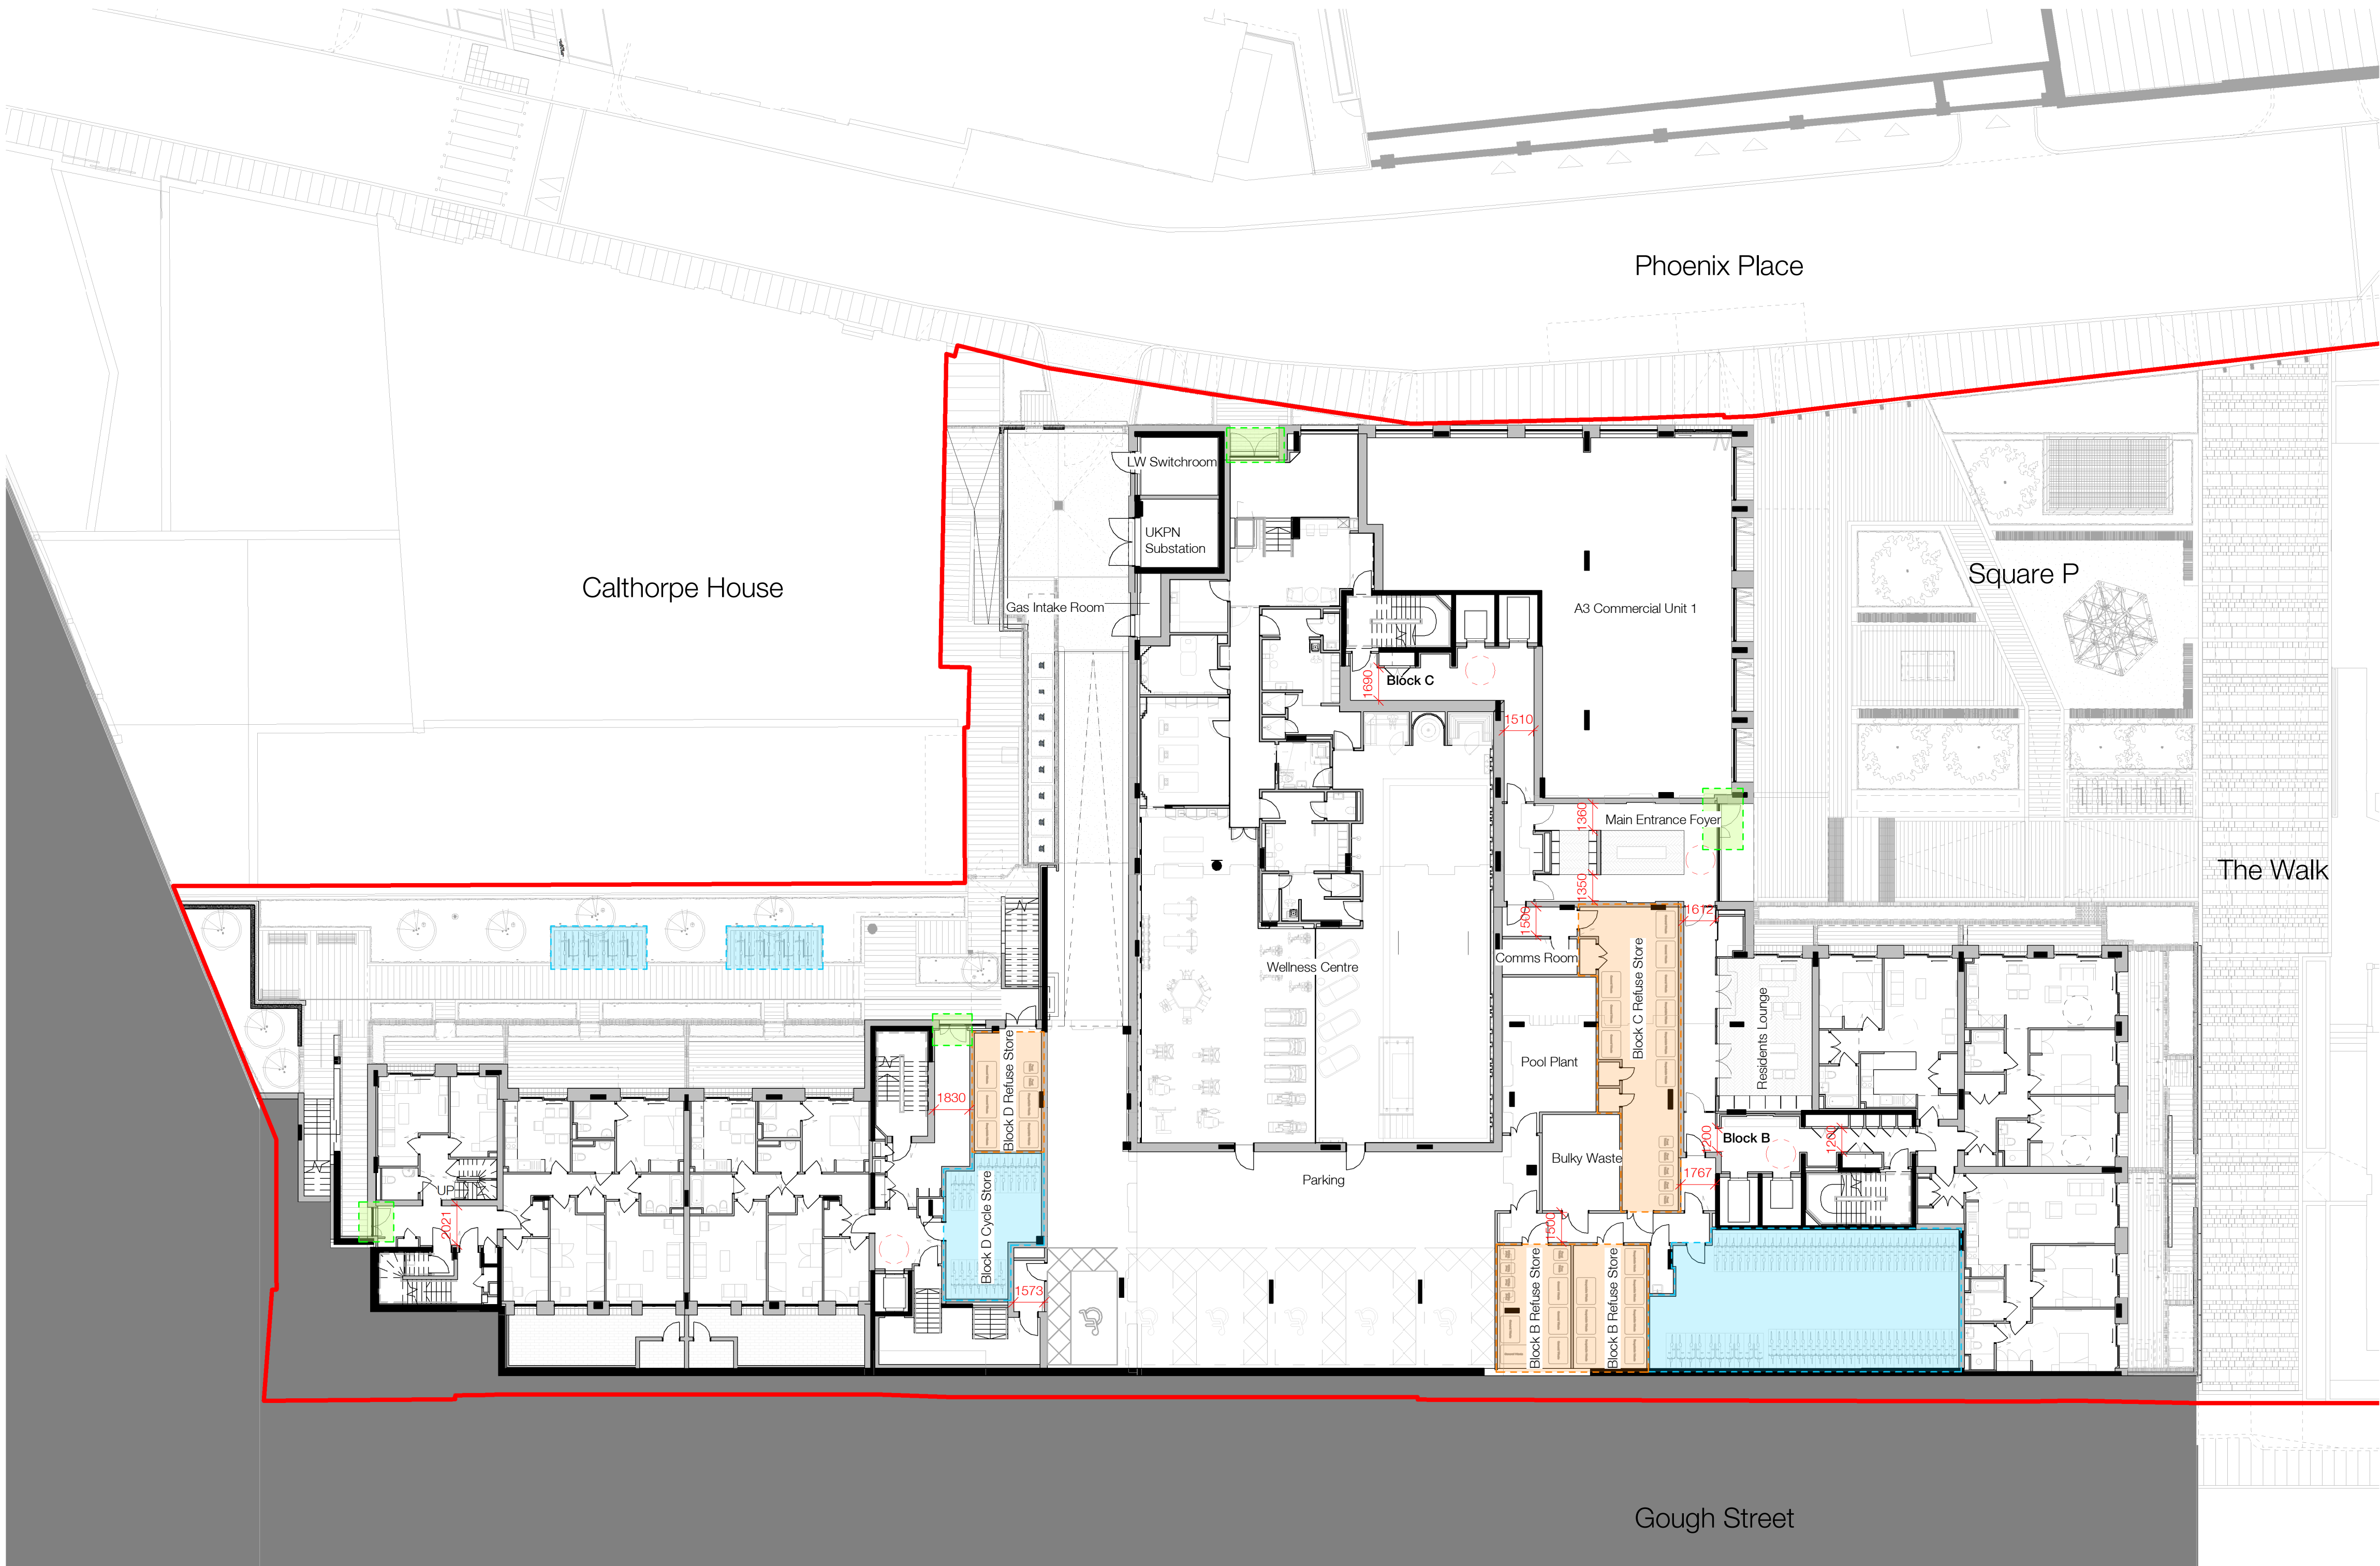 Phoenix Place
LW Switchroom
UKPN
Substation
Calthorpe House
Square P
Gas Intake Room
A3 Commercial Unit 1
1690
Block C
1510
1360
Main Entrance Foyer
The Walk
1350
1500
1612
Comms Room
Wellness Centre
Block C Refuse Store
Residents Lounge
Block D Refuse Store
Pool Plant
1830
1200
Block B
1200
Bulky Waste
1767
Parking
UP
2021
Block D Cycle Store
1500
1573
Block B Refuse Store
Block B Refuse Store
Gough Street